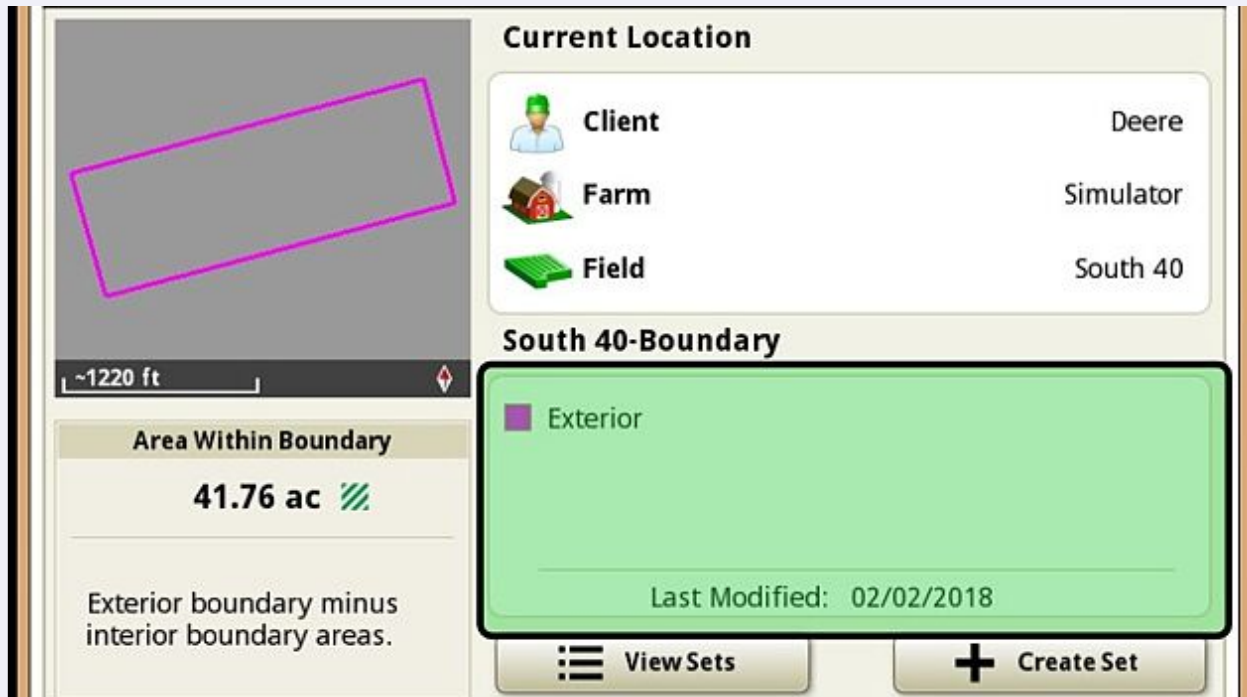 Current Location
Client Deere
Farm Simulator
Field South 40
~1220 ft
South 40-Boundary
Exterior
Last Modified: 02/02/2018
Area Within Boundary
41.76 ac
Exterior boundary minus
interior boundary areas.
View Sets
Create Set